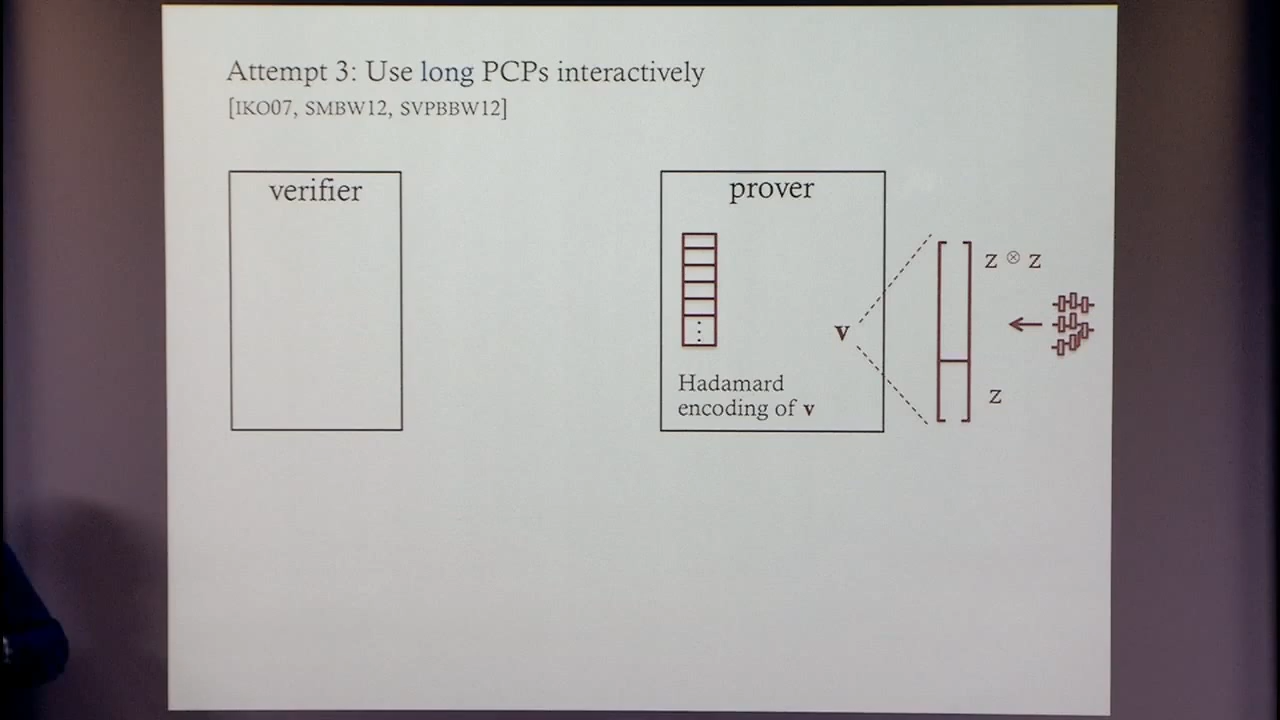 Attempt 3: Use long PCPs interactively
[IKO07, SMBW12, SVPBBW12]
verifier
prover
z ⊗ z
v
Hadamard
encoding of v
z